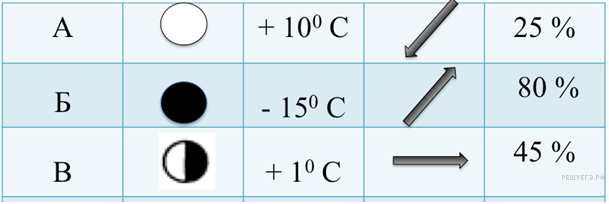 А + 10⁰ С 25 %
Б - 15⁰ С 80 %
В + 1⁰ С 45 %
РЕШУЕГЭ.РФ